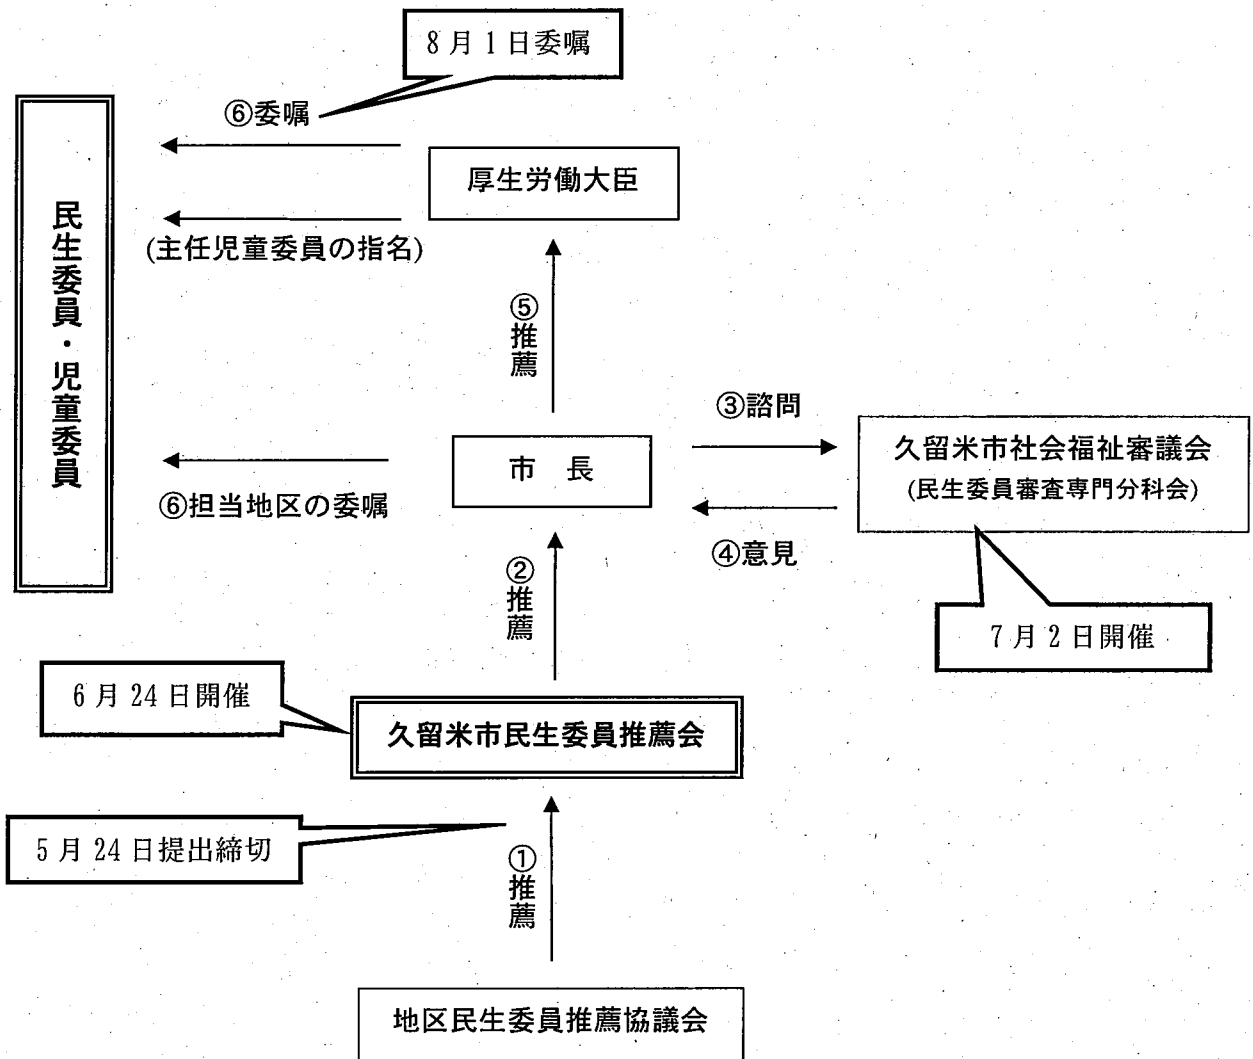 8月1日委嘱
⑥委嘱
厚生労働大臣
(主任児童委員の指名)
民生委員・児童委員
⑤推薦
③諮問
市　長
久留米市社会福祉審議会
(民生委員審査専門分科会)
⑥担当地区の委嘱
④意見
②推薦
7月2日開催
6月24日開催
久留米市民生委員推薦会
5月24日提出締切
①推薦
地区民生委員推薦協議会